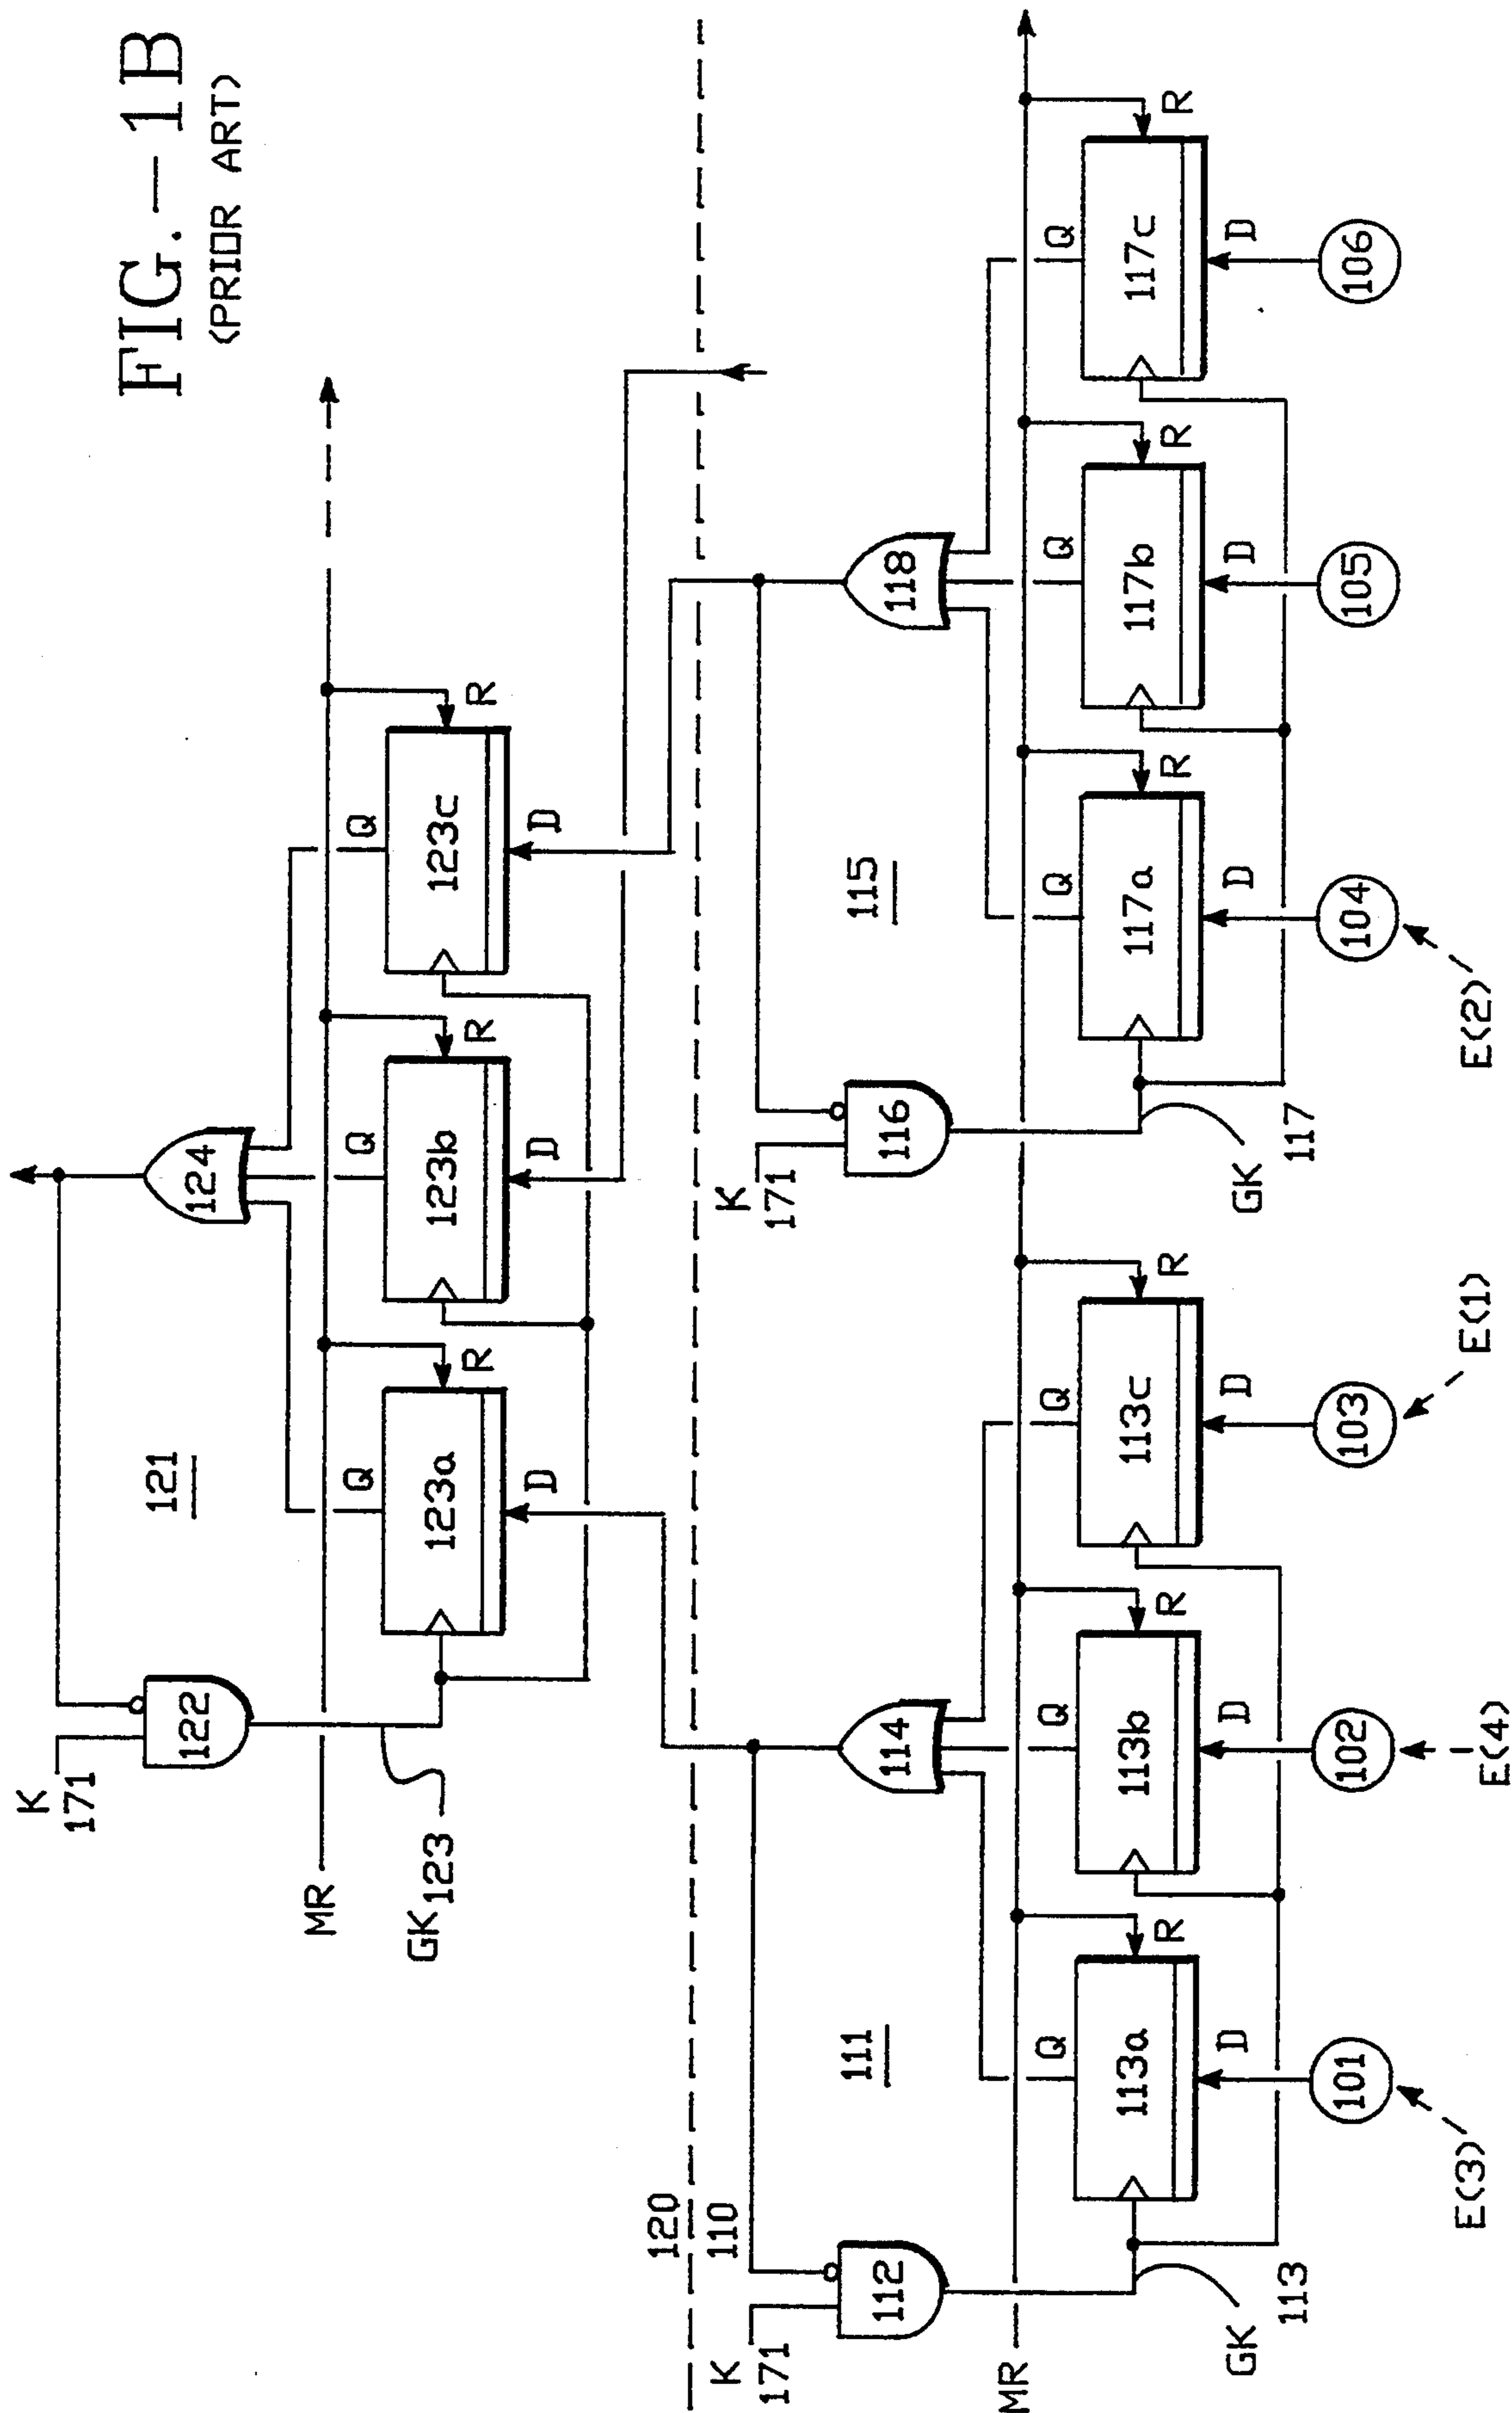 FIG.-1B
(PRIOR ART)
K
171
122
124
121
MR
GK123
123a
123b
123c
Q
Q
Q
R
R
R
D
D
D
120
110
K
171
112
114
111
K
171
116
118
115
MR
GK
113
113a
113b
113c
Q
Q
Q
R
R
R
D
D
D
GK
117
117a
117b
117c
Q
Q
Q
R
R
R
D
D
D
101
102
103
104
105
106
E(3)
E(4)
E(1)
E(2)